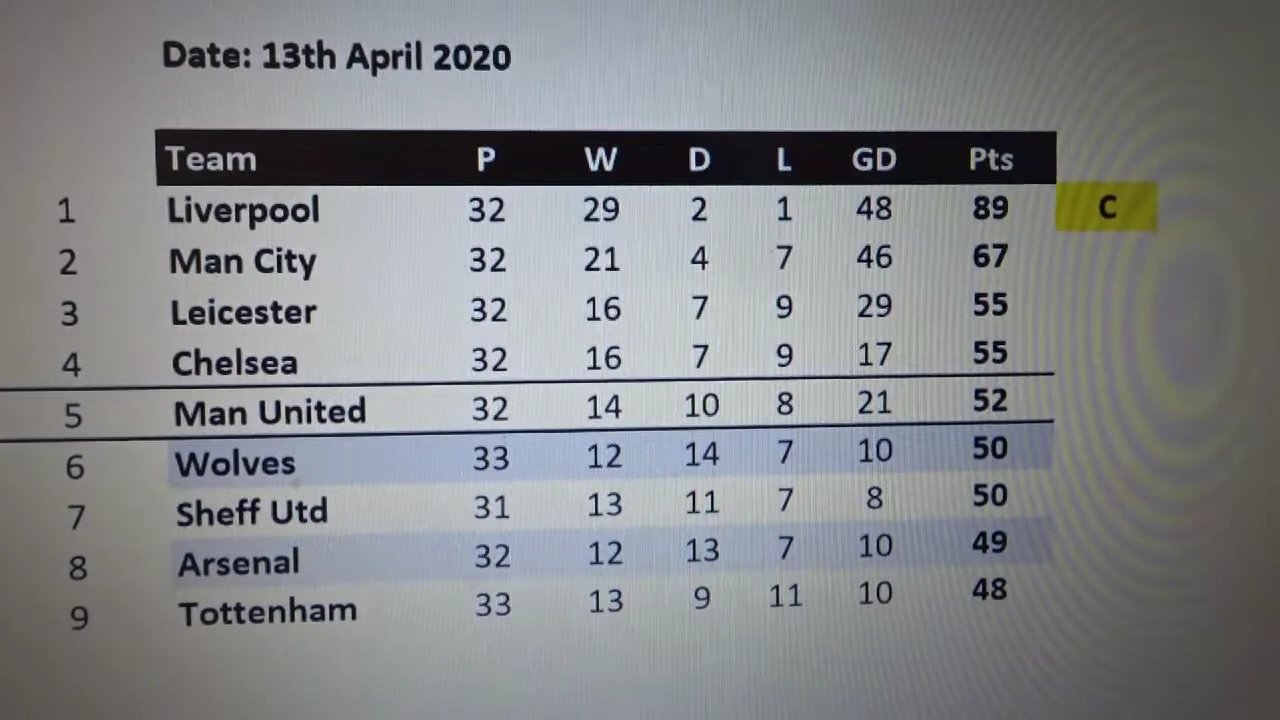 Date: 13th April 2020
Team P W D L GD Pts
1 Liverpool 32 29 2 1 48 89 C
2 Man City 32 21 4 7 46 67
3 Leicester 32 16 7 9 29 55
4 Chelsea 32 16 7 9 17 55
5 Man United 32 14 10 8 21 52
6 Wolves 33 12 14 7 10 50
7 Sheff Utd 31 13 11 7 8 50
8 Arsenal 32 12 13 7 10 49
9 Tottenham 33 13 9 11 10 48